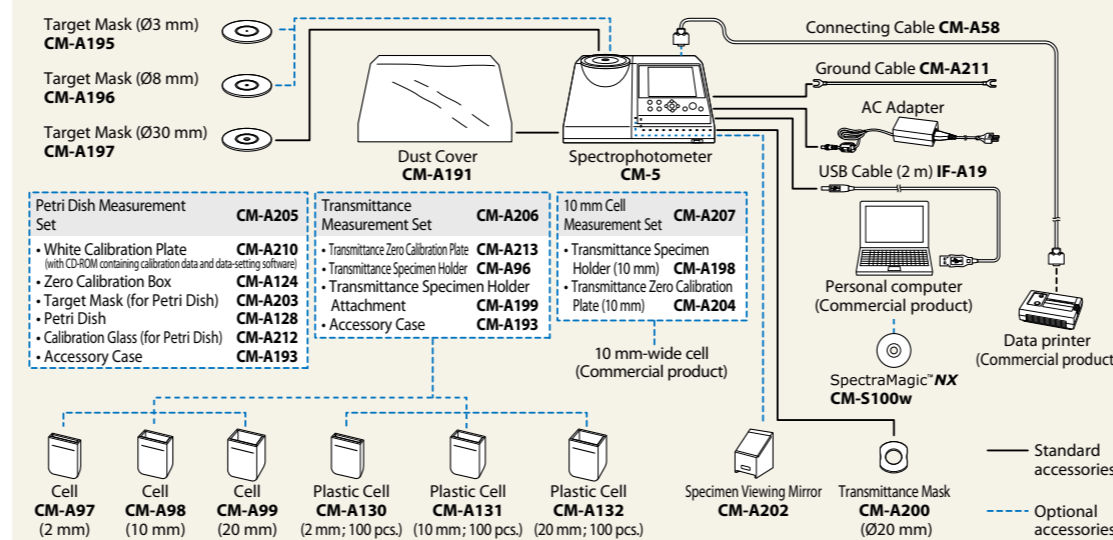 Target Mask (Ø3 mm)
CM-A195
Target Mask (Ø8 mm)
CM-A196
Target Mask (Ø30 mm)
CM-A197
Dust Cover
CM-A191
Spectrophotometer
CM-5
Connecting Cable CM-A58
Ground Cable CM-A211
AC Adapter
USB Cable (2 m) IF-A19
Personal computer
(Commercial product)
SpectraMagic™ NX
CM-S100w
Data printer
(Commercial product
Petri Dish Measurement
Set CM-A205
• White Calibration Plate CM-A210
(with CD-ROM containing calibration data and data-setting software)
• Zero Calibration Box CM-A124
• Target Mask (for Petri Dish) CM-A203
• Petri Dish CM-A128
• Calibration Glass (for Petri Dish) CM-A212
• Accessory Case CM-A193
Transmittance
Measurement Set CM-A206
• Transmittance Zero Calibration Plate CM-A213
• Transmittance Specimen Holder CM-A96
• Transmittance Specimen Holder
Attachment CM-A199
• Accessory Case CM-A193
10 mm Cell
Measurement Set CM-A207
• Transmittance Specimen
Holder (10 mm) CM-A198
• Transmittance Zero Calibration
Plate (10 mm) CM-A204
10 mm-wide cell
(Commercial product)
Cell
CM-A97
(2 mm)
Cell
CM-A98
(10 mm)
Cell
CM-A99
(20 mm)
Plastic Cell
CM-A130
(2 mm; 100 pcs.)
Plastic Cell
CM-A131
(10 mm; 100 pcs.)
Plastic Cell
CM-A132
(20 mm; 100 pcs.)
Specimen Viewing Mirror
CM-A202
Transmittance Mask
CM-A200
(Ø20 mm)
Standard
accessories
Optional
accessories